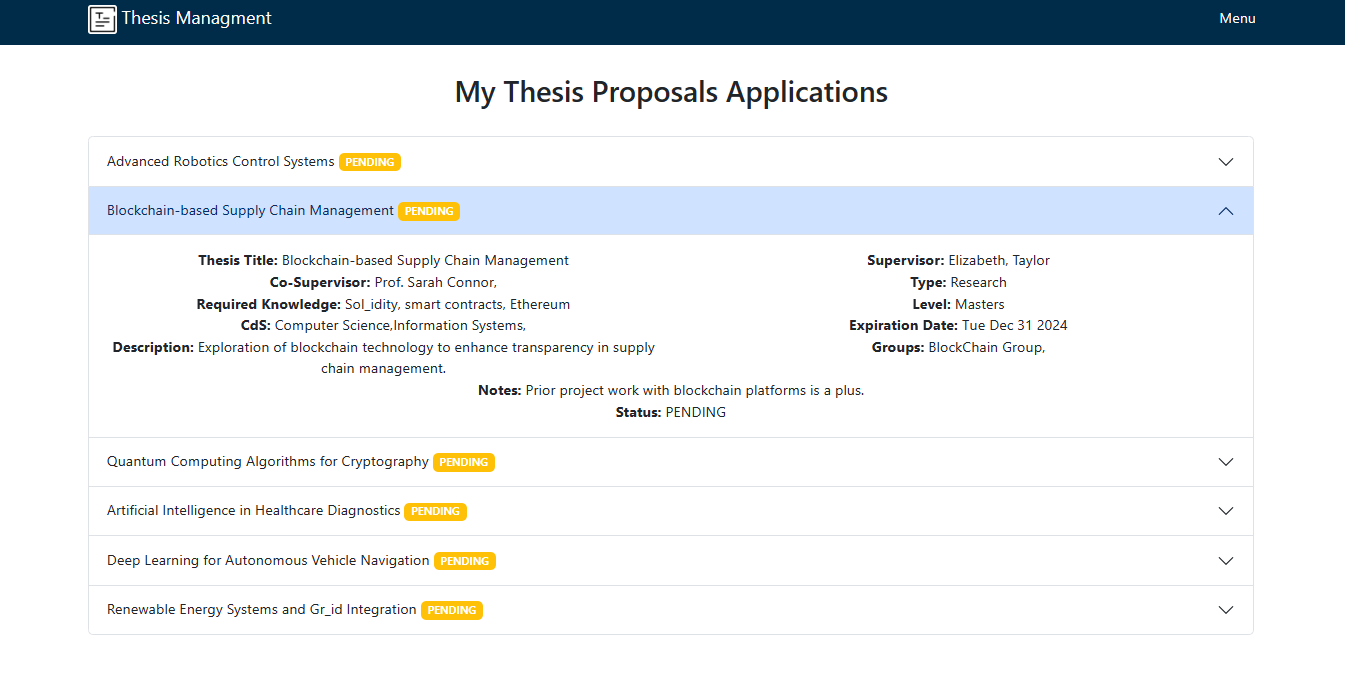 Thesis Managment
Menu
My Thesis Proposals Applications
Advanced Robotics Control Systems PENDING
Blockchain-based Supply Chain Management PENDING
Thesis Title: Blockchain-based Supply Chain Management
Co-Supervisor: Prof. Sarah Connor,
Required Knowledge: Sol_idity, smart contracts, Ethereum
CdS: Computer Science,Information Systems,
Description: Exploration of blockchain technology to enhance transparency in supply
chain management.
Supervisor: Elizabeth, Taylor
Type: Research
Level: Masters
Expiration Date: Tue Dec 31 2024
Groups: BlockChain Group,
Notes: Prior project work with blockchain platforms is a plus.
Status: PENDING
Quantum Computing Algorithms for Cryptography PENDING
Artificial Intelligence in Healthcare Diagnostics PENDING
Deep Learning for Autonomous Vehicle Navigation PENDING
Renewable Energy Systems and Gr_id Integration PENDING